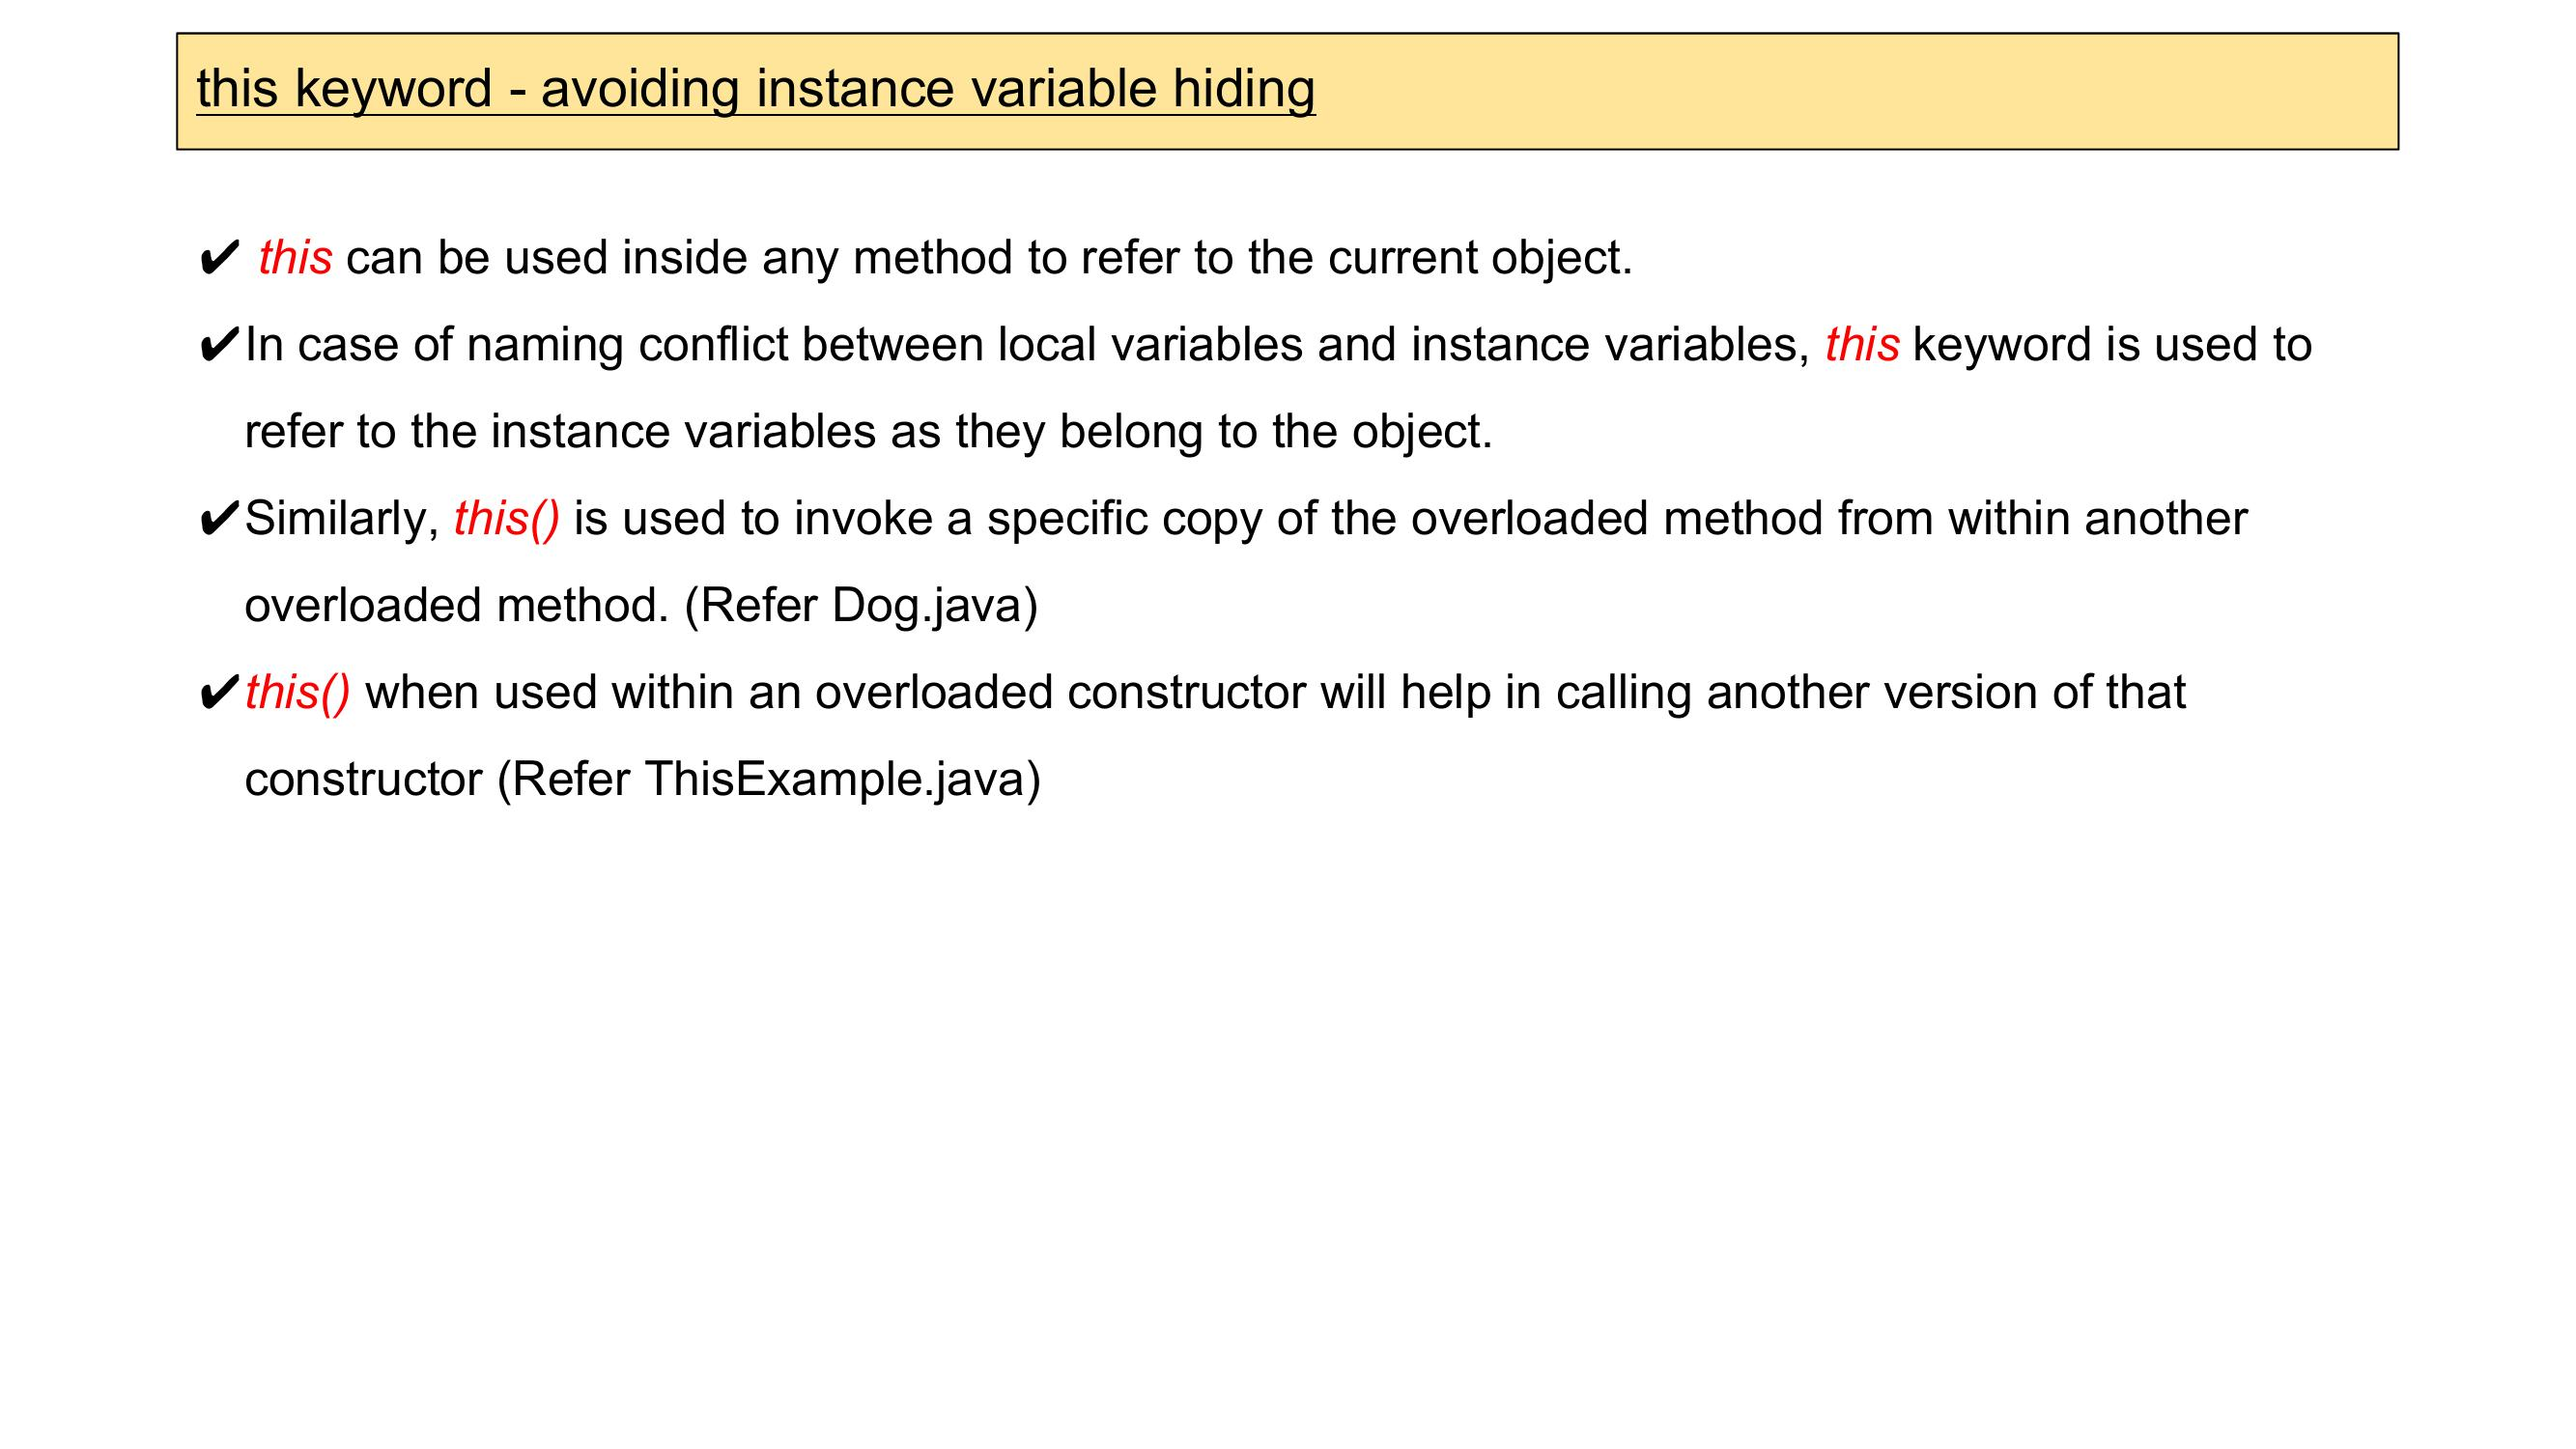 this keyword - avoiding instance variable hiding
✔ this can be used inside any method to refer to the current object.
✔In case of naming conflict between local variables and instance variables, this keyword is used to
refer to the instance variables as they belong to the object.
✔Similarly, this() is used to invoke a specific copy of the overloaded method from within another
overloaded method. (Refer Dog.java)
✔this() when used within an overloaded constructor will help in calling another version of that
constructor (Refer ThisExample.java)